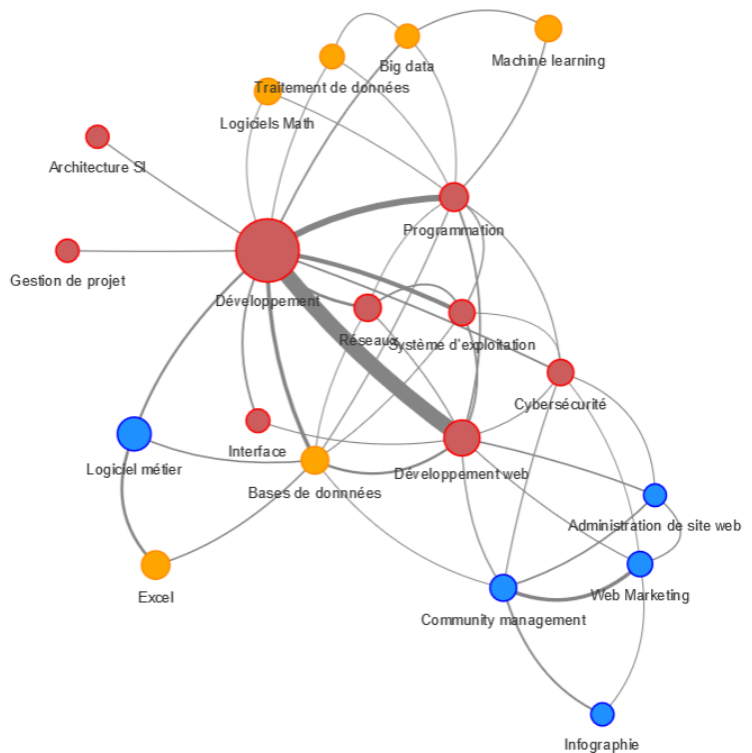 Big data
Machine learning
Traitement de données
Logiciels Math
Architecture SI
Programmation
Gestion de projet
Développement
Réseaux
Système d'exploitation
Cybersécurité
Interface
Logiciel métier
Développement web
Bases de donnnées
Administration de site web
Excel
Web Marketing
Community management
Infographie